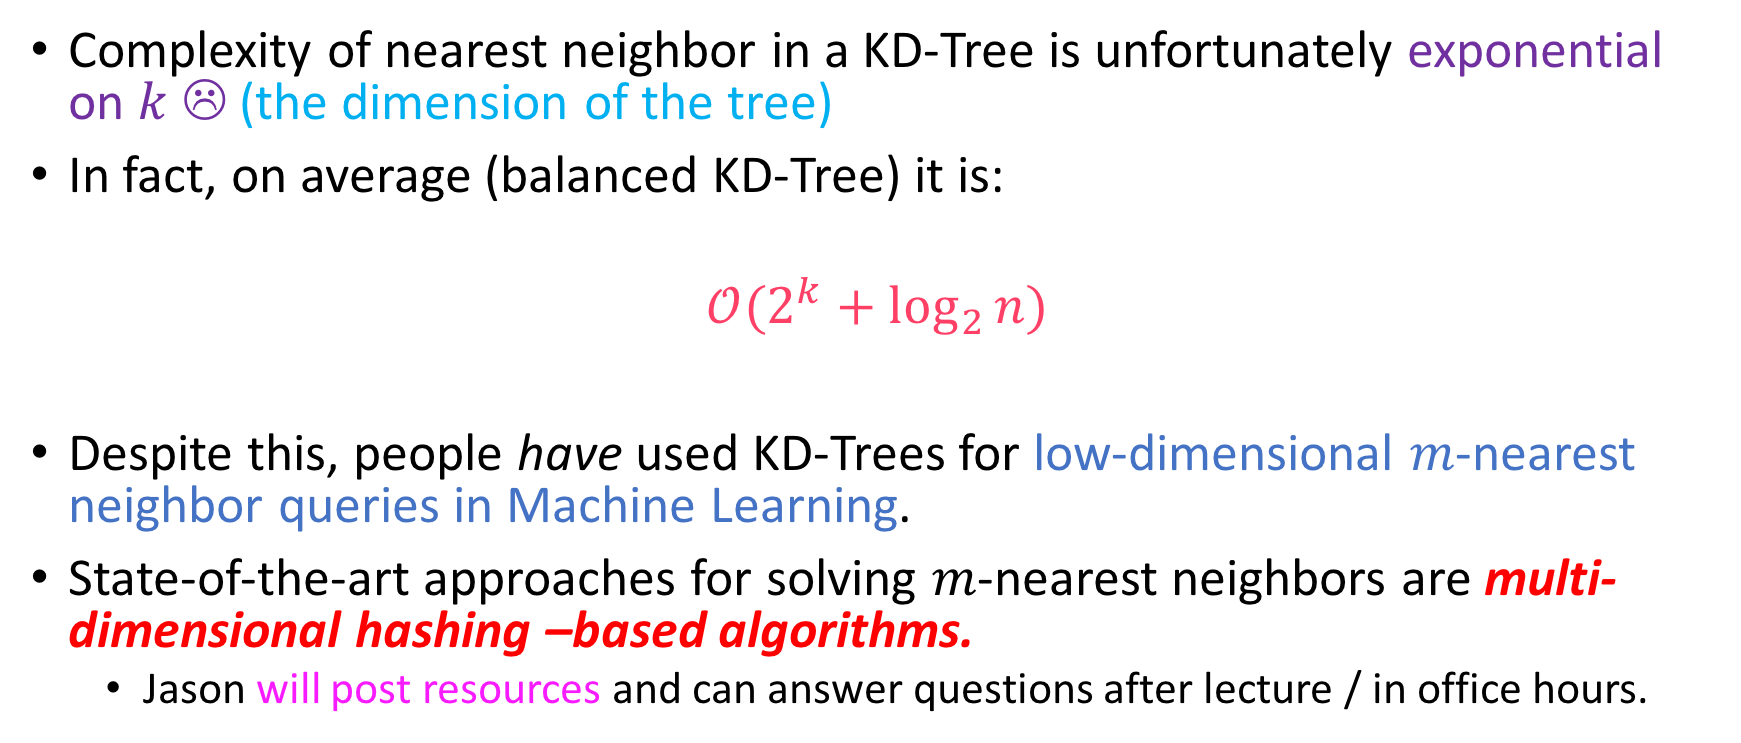 • Complexity of nearest neighbor in a KD-Tree is unfortunately exponential
on 𝑘 ☹ (the dimension of the tree)
• In fact, on average (balanced KD-Tree) it is:
𝒪(2^𝑘 + log₂ 𝑛)
• Despite this, people have used KD-Trees for low-dimensional 𝑚-nearest
neighbor queries in Machine Learning.
• State-of-the-art approaches for solving 𝑚-nearest neighbors are multi-
dimensional hashing –based algorithms.
• Jason will post resources and can answer questions after lecture / in office hours.